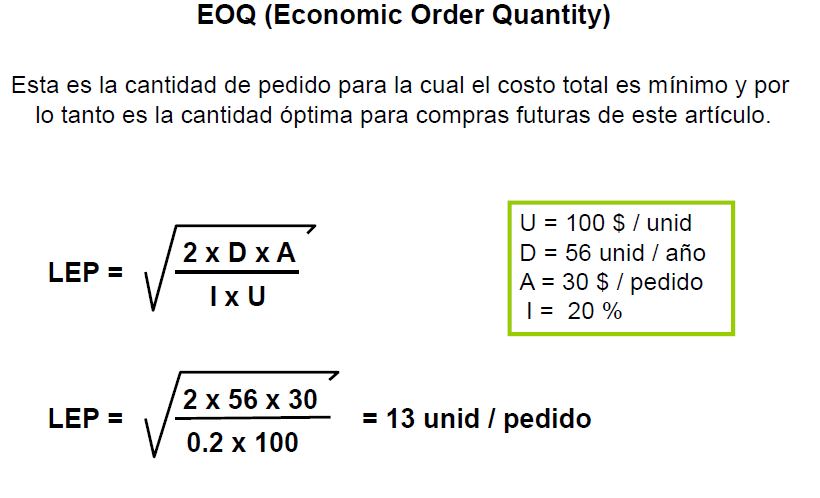 EOQ (Economic Order Quantity)
Esta es la cantidad de pedido para la cual el costo total es mínimo y por
lo tanto es la cantidad óptima para compras futuras de este artículo.
U = 100 $ / unid
D = 56 unid / año
A = 30 $ / pedido
I = 20 %
LEP = √
2 x D x A
I x U
LEP = √
2 x 56 x 30
0.2 x 100
= 13 unid / pedido